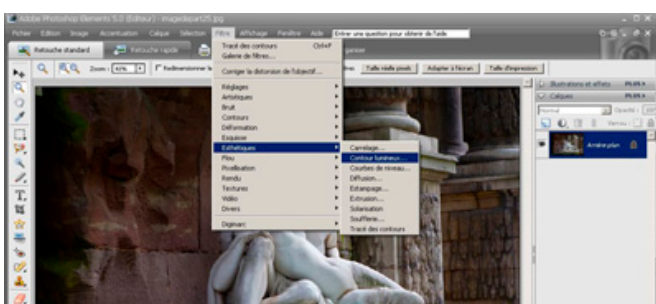 Adobe Photoshop Elements 5.0 (Editeur) - imagedepart25.jpg
Fichier Edition Image Accentuation Calque Sélection Filtre Affichage Fenêtre Aide Entrer une question pour obtenir de l'aide
Retouche standard Retouche rapide
Zoom : 42% Redimensionner Taille réelle pixels Adapter à l'écran Taille d'impression
Tracé des contours Ctrl+F
Galerie de filtres...
Corriger la distorsion de l'objectif...
Réglages
Artistiques
Bruit
Contours
Déformation
Esquisse
Esthétiques
Flou
Pixellisation
Rendu
Textures
Vidéo
Divers
Digimarc
Carrelage...
Contour lumineux...
Courbes de niveau...
Diffusion...
Estampage...
Extrusion...
Solarisation
Soufflerie...
Tracé des contours
Illustrations et effets PLUS
Calques PLUS
Normal Opacité :
Verrou :
Arrière-plan